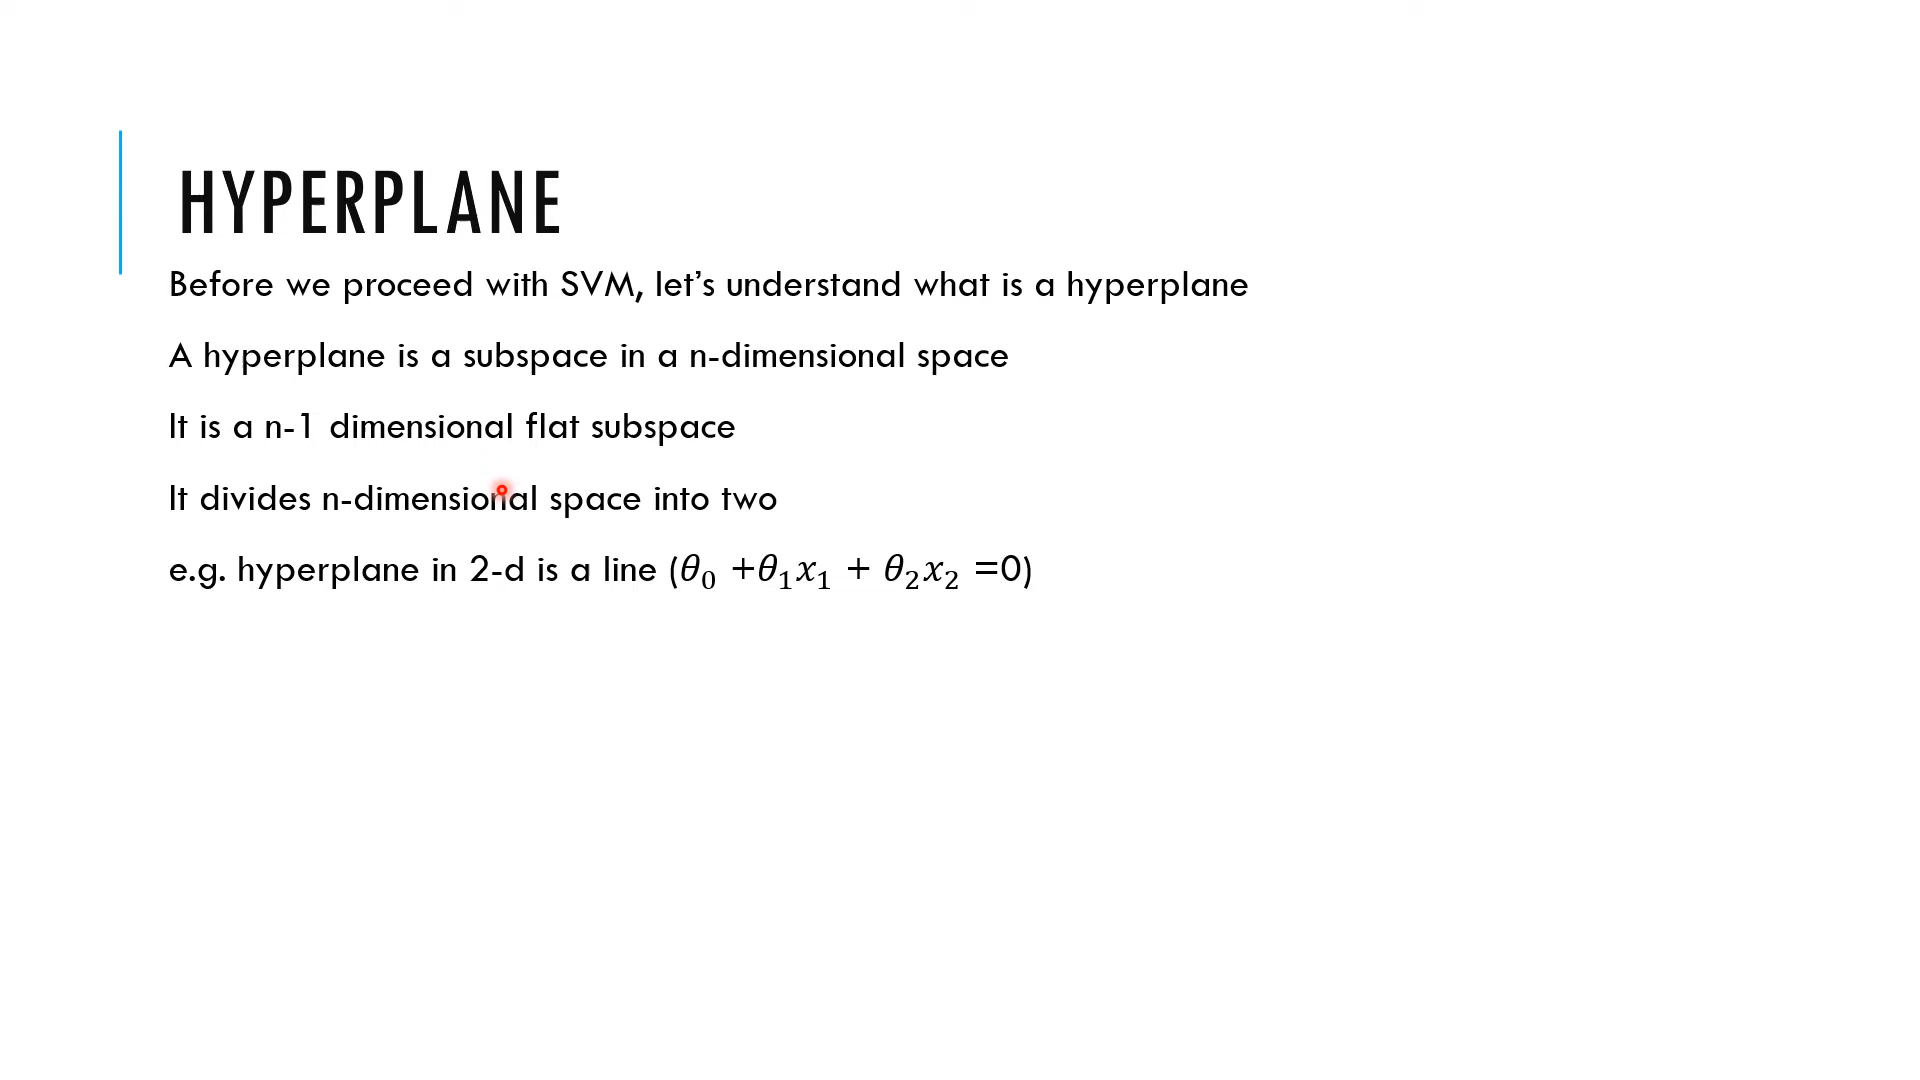 HYPERPLANE
Before we proceed with SVM, let’s understand what is a hyperplane
A hyperplane is a subspace in a n-dimensional space
It is a n-1 dimensional flat subspace
It divides n-dimensional space into two
e.g. hyperplane in 2-d is a line (𝜃₀ +𝜃₁𝑥₁ + 𝜃₂𝑥₂ =0)